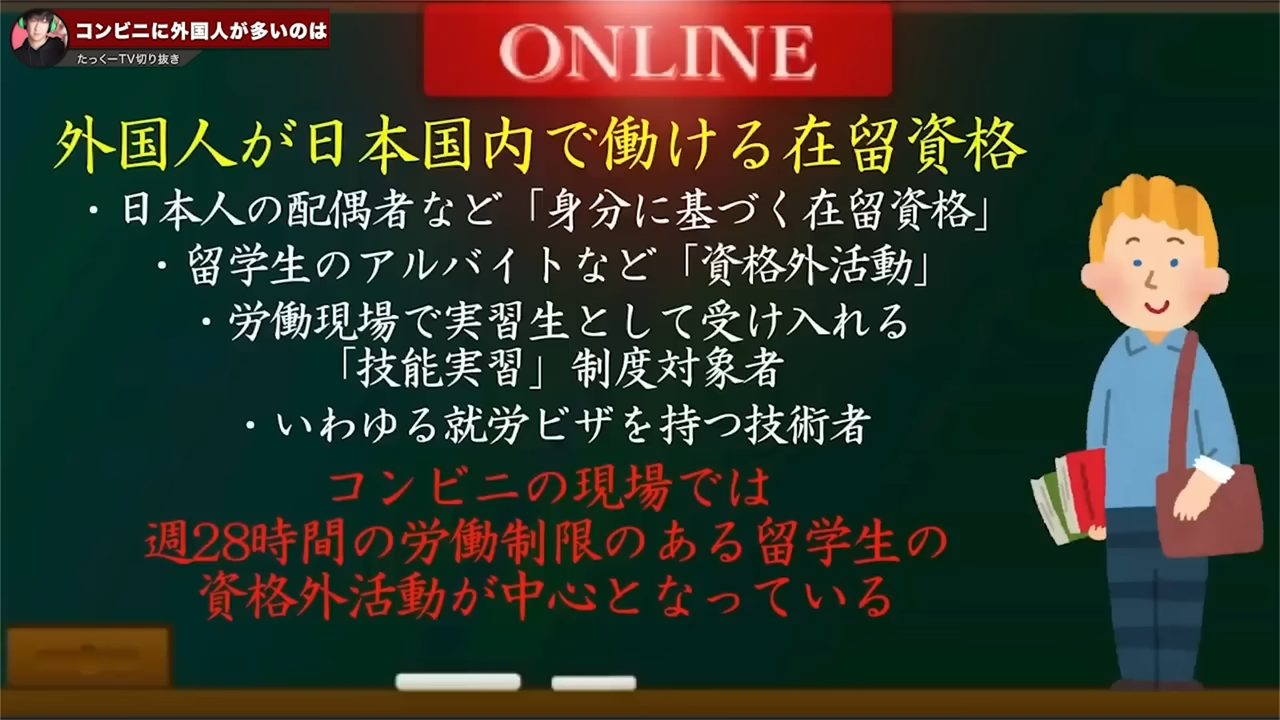 コンビニに外国人が多いのは
たっくーTV切り抜き
ONLINE
外国人が日本国内で働ける在留資格
・日本人の配偶者など「身分に基づく在留資格」
・留学生のアルバイトなど「資格外活動」
・労働現場で実習生として受け入れる
「技能実習」制度対象者
・いわゆる就労ビザを持つ技術者
コンビニの現場では
週28時間の労働制限のある留学生の
資格外活動が中心となっている